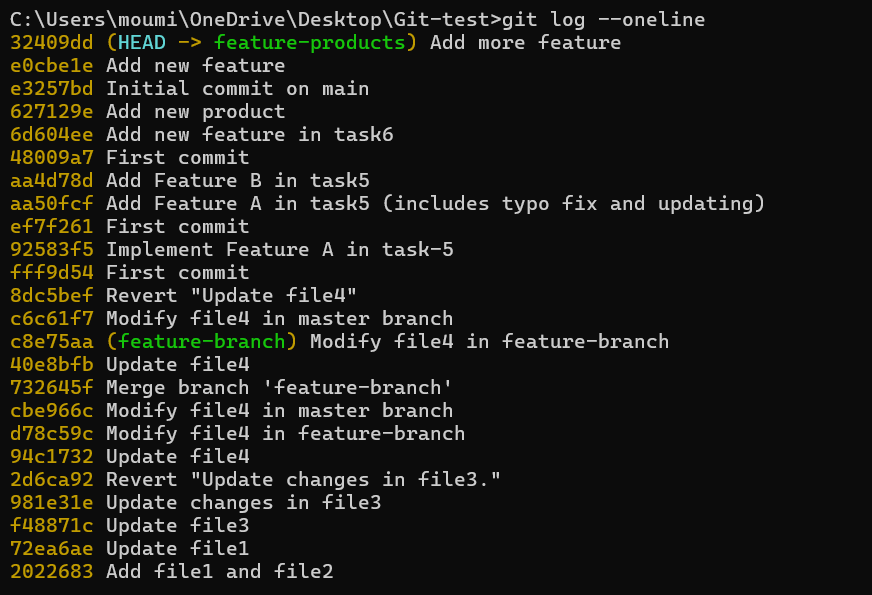 C:\Users\moumi\OneDrive\Desktop\Git-test>git log --oneline
32409dd (HEAD -> feature-products) Add more feature
e0cbe1e Add new feature
e3257bd Initial commit on main
627129e Add new product
6d604ee Add new feature in task6
48009a7 First commit
aa4d78d Add Feature B in task5
aa50fcf Add Feature A in task5 (includes typo fix and updating)
ef7f261 First commit
92583f5 Implement Feature A in task-5
fff9d54 First commit
8dc5bef Revert "Update file4"
c6c61f7 Modify file4 in master branch
c8e75aa (feature-branch) Modify file4 in feature-branch
40e8bfb Update file4
732645f Merge branch 'feature-branch'
cbe966c Modify file4 in master branch
d78c59c Modify file4 in feature-branch
94c1732 Update file4
2d6ca92 Revert "Update changes in file3."
981e31e Update changes in file3
f48871c Update file3
72ea6ae Update file1
2022683 Add file1 and file2